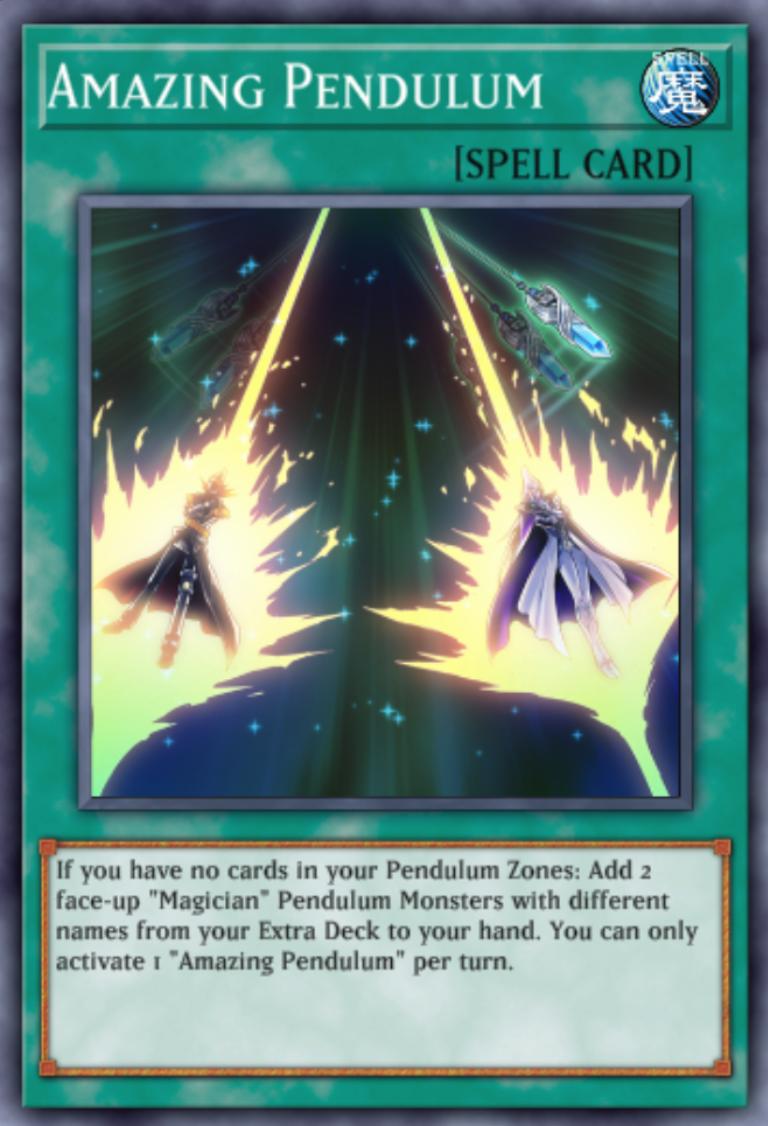 AMAZING PENDULUM
SPELL
魔
[SPELL CARD]
If you have no cards in your Pendulum Zones: Add 2
face-up "Magician" Pendulum Monsters with different
names from your Extra Deck to your hand. You can only
activate 1 "Amazing Pendulum" per turn.